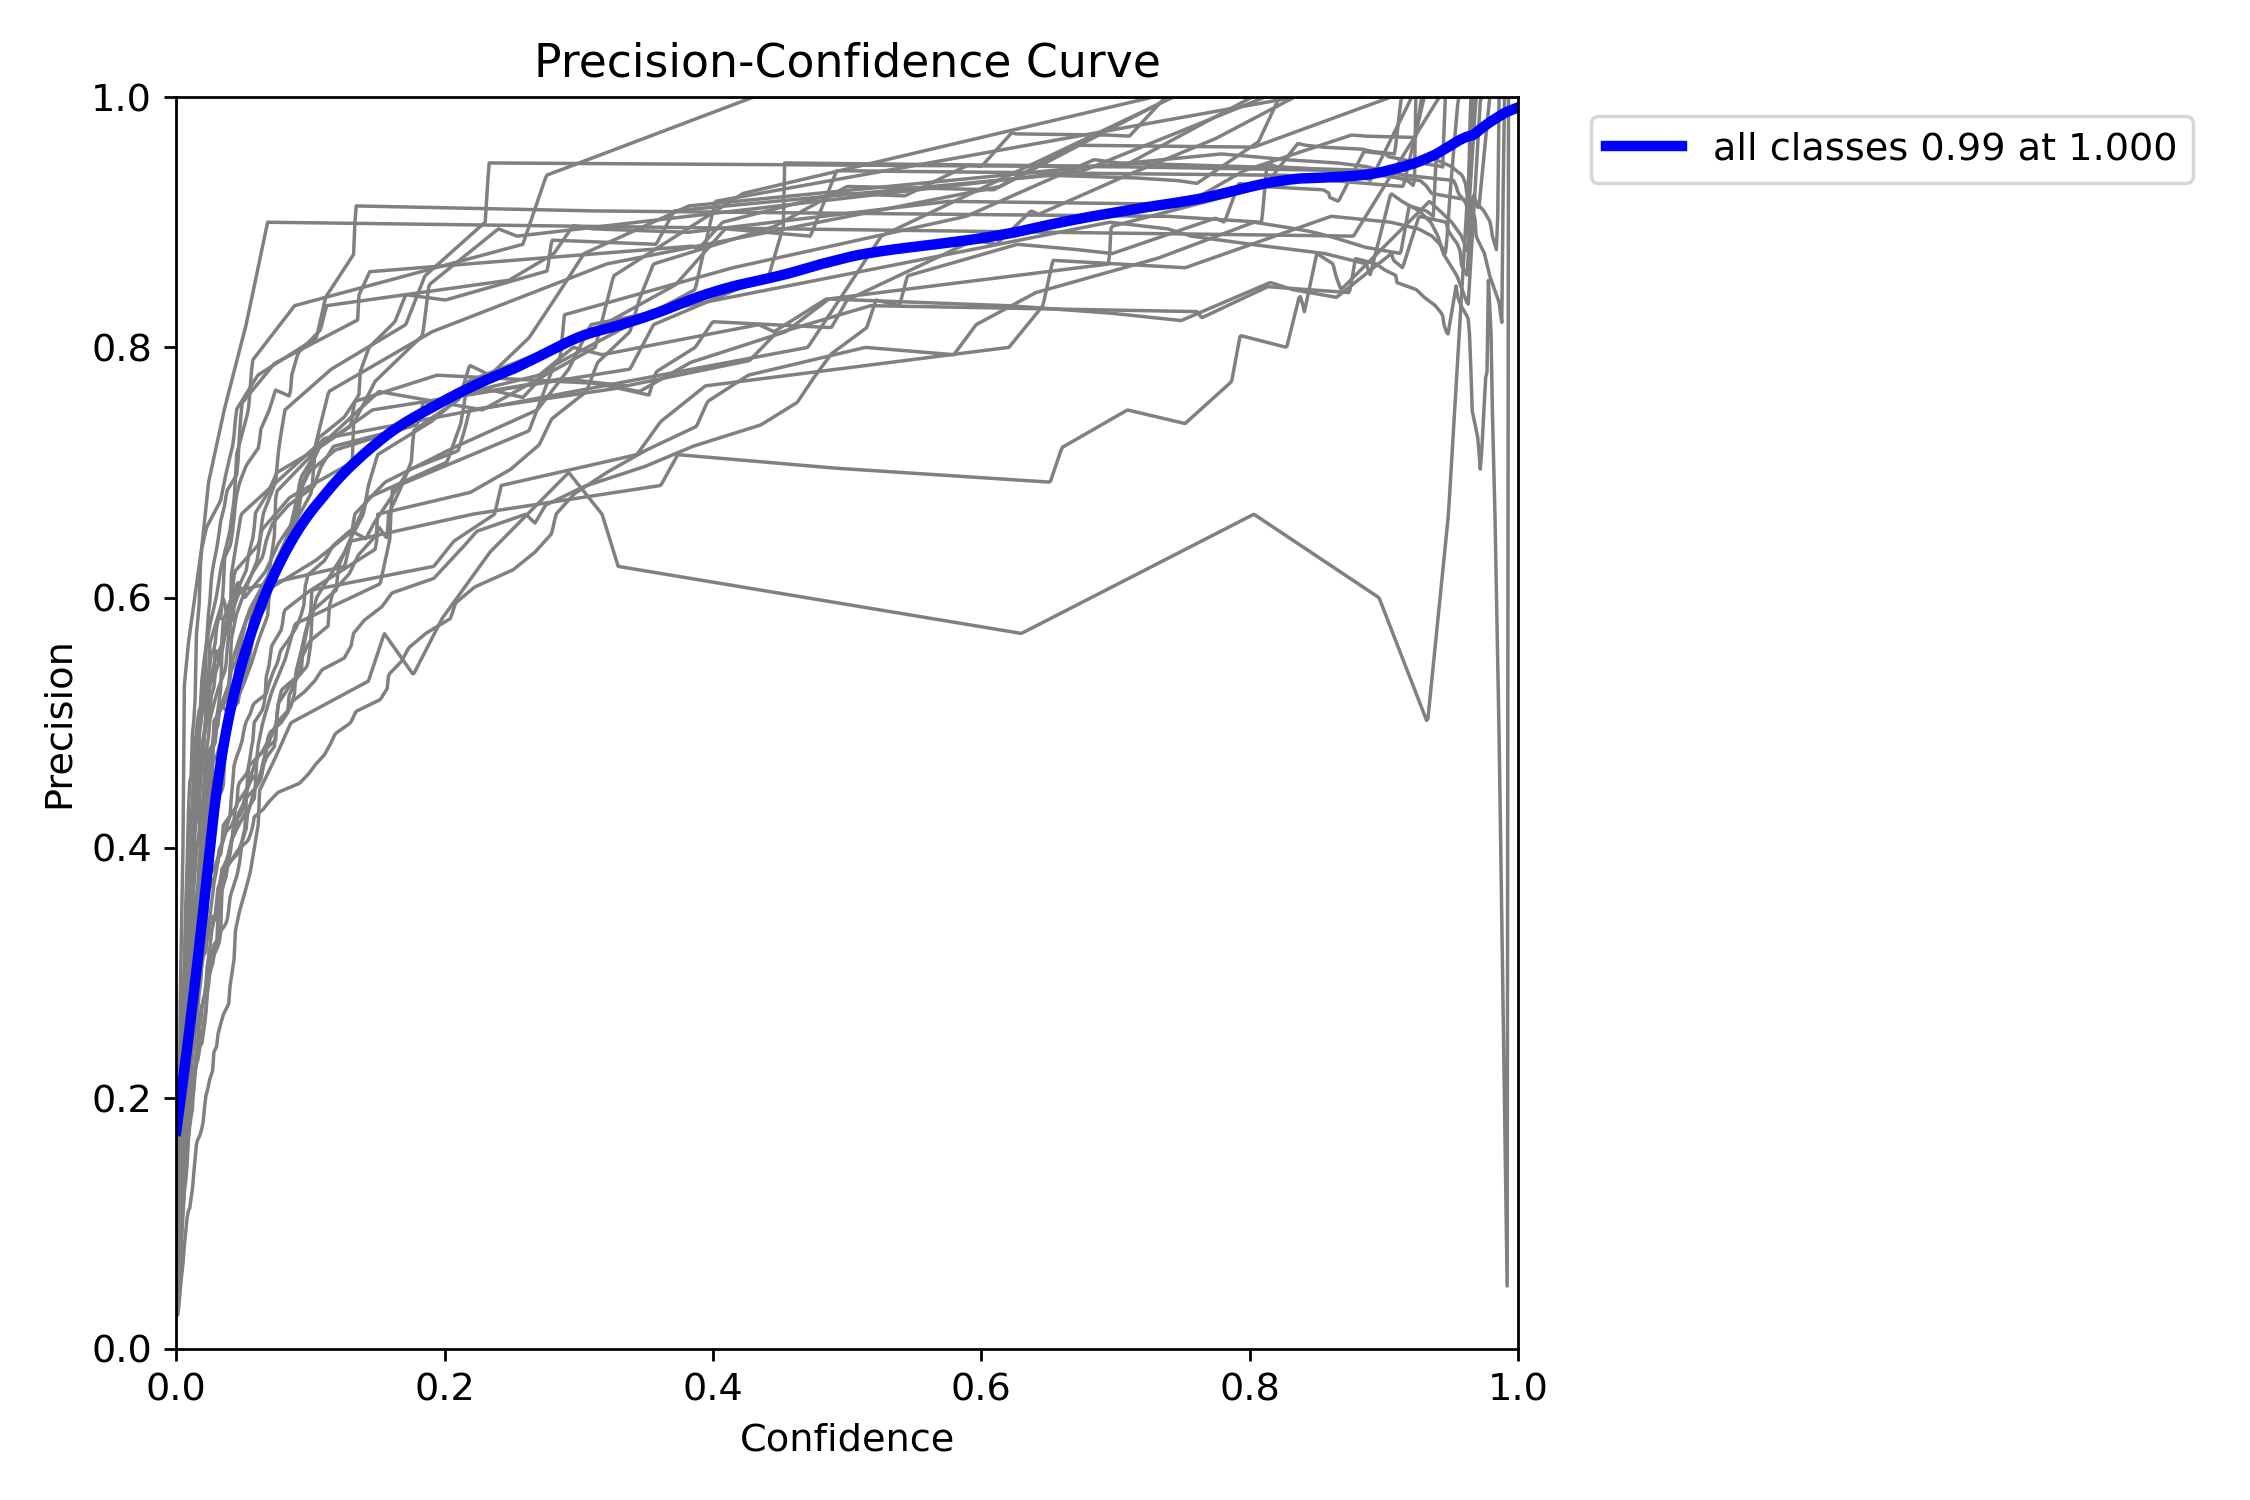 Precision-Confidence Curve
all classes 0.99 at 1.000
Precision
1.0
0.8
0.6
0.4
0.2
0.0
0.0 0.2 0.4 0.6 0.8 1.0
Confidence